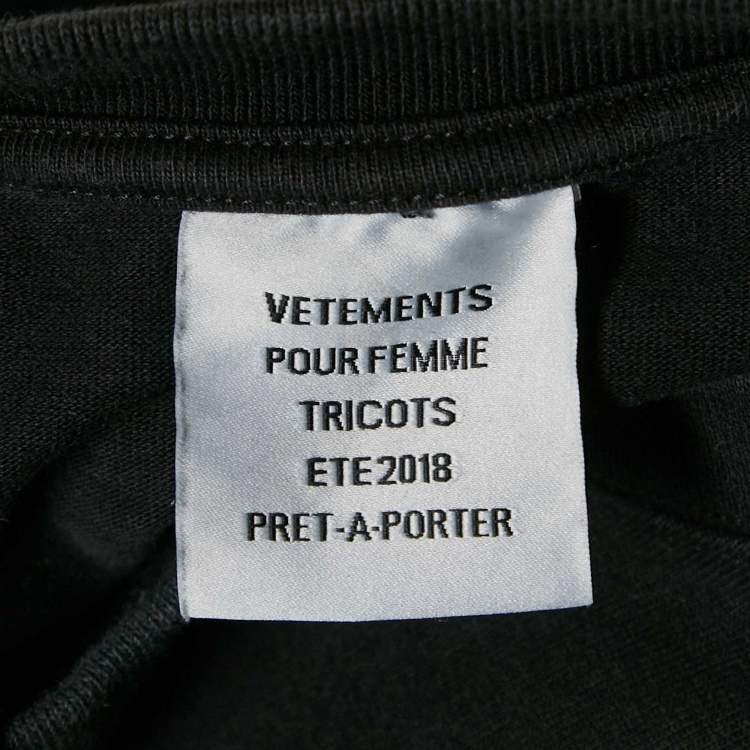 VETEMENTS
POUR FEMME
TRICOTS
ETE 2018
PRET-A-PORTER